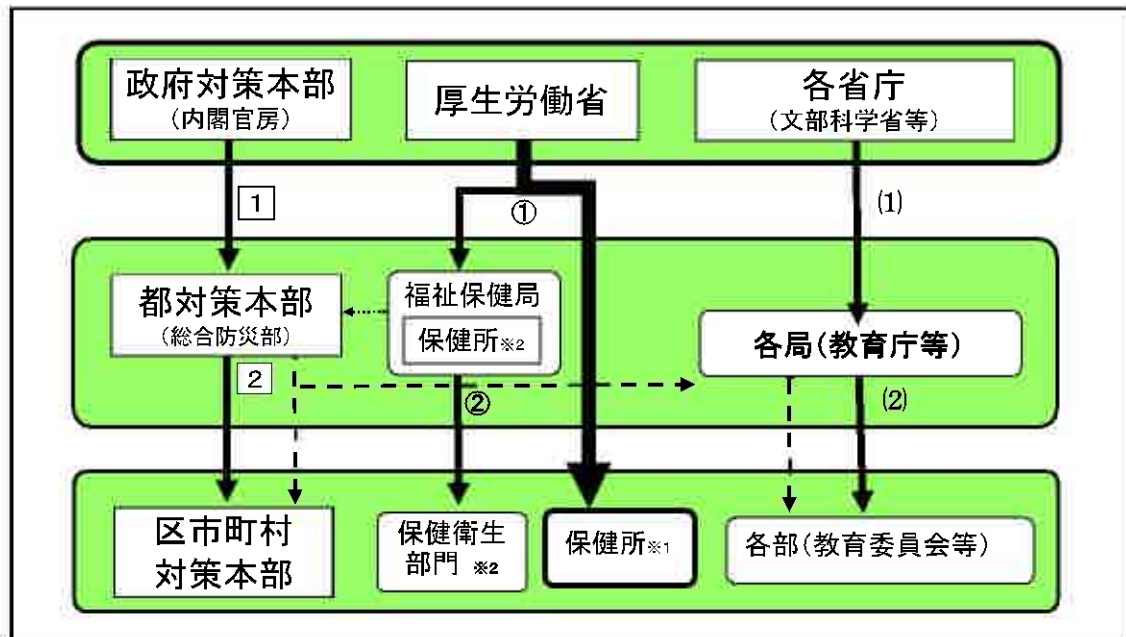 政府対策本部
(内閣官房)
厚生労働省
各省庁
(文部科学省等)
1
①
(1)
都対策本部
(総合防災部)
福祉保健局
保健所※2
各局(教育庁等)
2
②
(2)
区市町村
対策本部
保健衛生
部門 ※2
保健所※1
各部(教育委員会等)